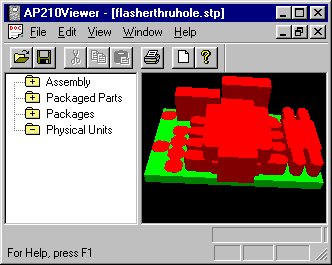 AP210Viewer - [flasherthruhole.stp]
File Edit View Window Help
Assembly
Packaged Parts
Packages
Physical Units
For Help, press F1